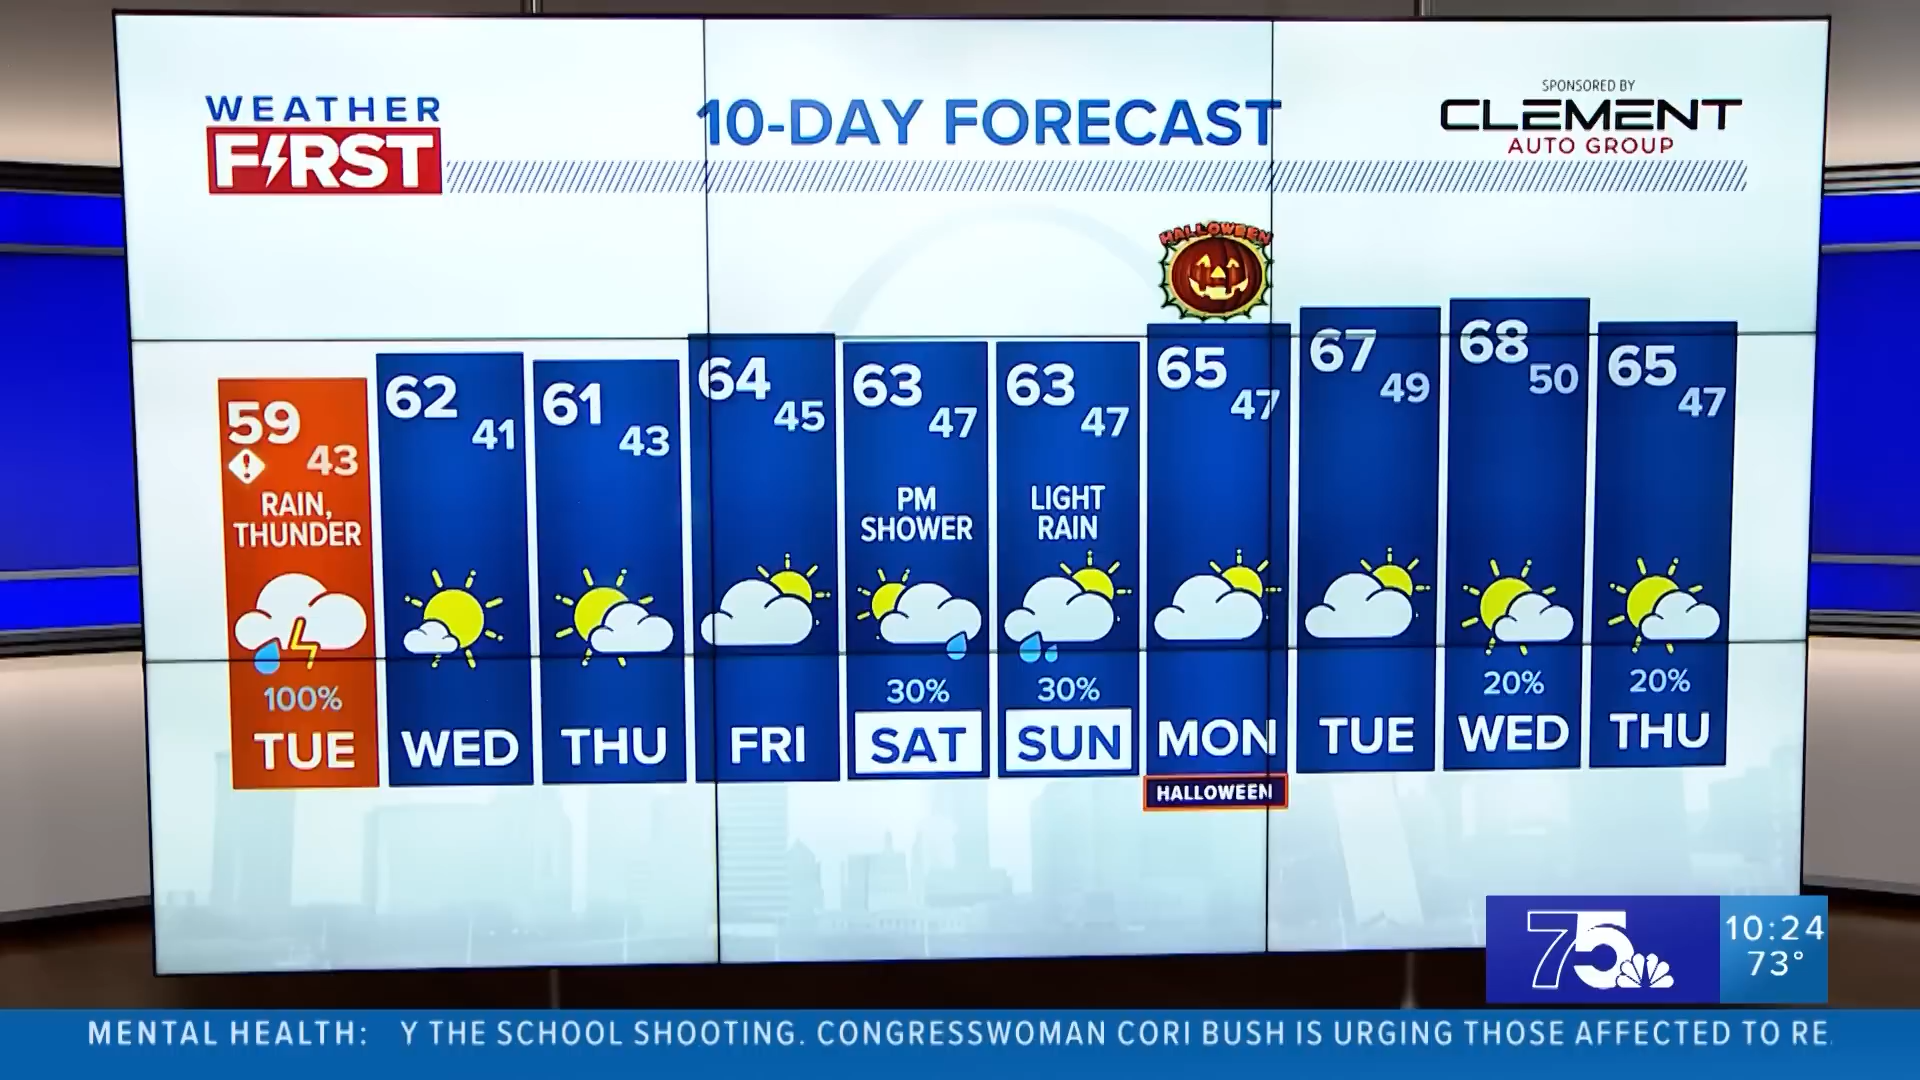 WEATHER
FIRST
10-DAY FORECAST
SPONSORED BY
CLEMENT
AUTO GROUP
HALLOWEEN
59
43
RAIN,
THUNDER
100%
TUE
62
41
WED
61
43
THU
64
45
FRI
63
47
PM
SHOWER
30%
SAT
63
47
LIGHT
RAIN
30%
SUN
65
47
MON
HALLOWEEN
67
49
TUE
68
50
20%
WED
65
47
20%
THU
75
10:24
73°
MENTAL HEALTH: Y THE SCHOOL SHOOTING. CONGRESSWOMAN CORI BUSH IS URGING THOSE AFFECTED TO RE